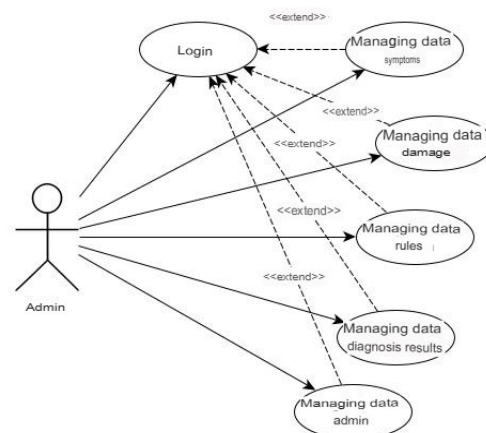 <<extend>>
Login
Managing data
symptoms
<<extend>>
Managing data
damage
<<extend>>
<<extend>>
Managing data
rules
<<extend>>
Admin
Managing data
diagnosis results
Managing data
admin